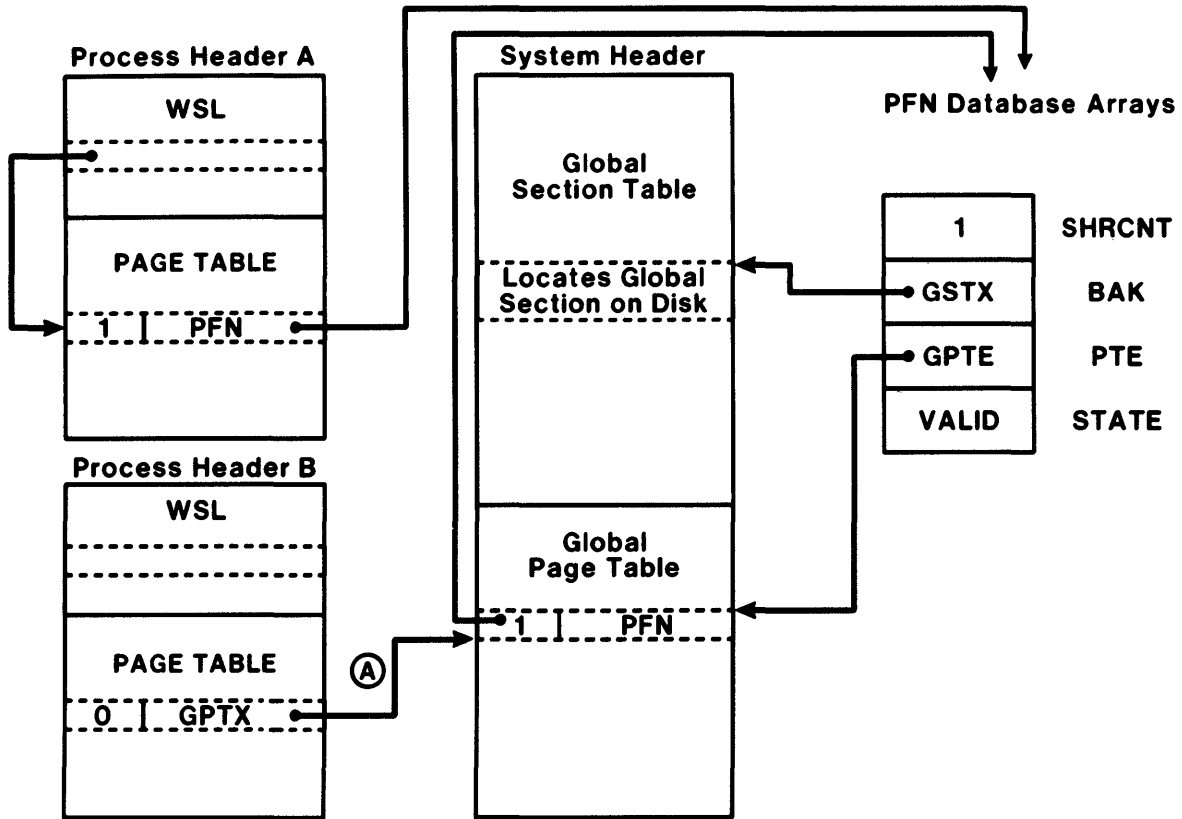 Process Header A
WSL
PAGE TABLE
1 PFN
Process Header B
WSL
PAGE TABLE
0 GPTX
A
System Header
Global
Section Table
Locates Global
Section on Disk
Global
Page Table
1 PFN
PFN Database Arrays
1 SHRCNT
GSTX BAK
GPTE PTE
VALID STATE